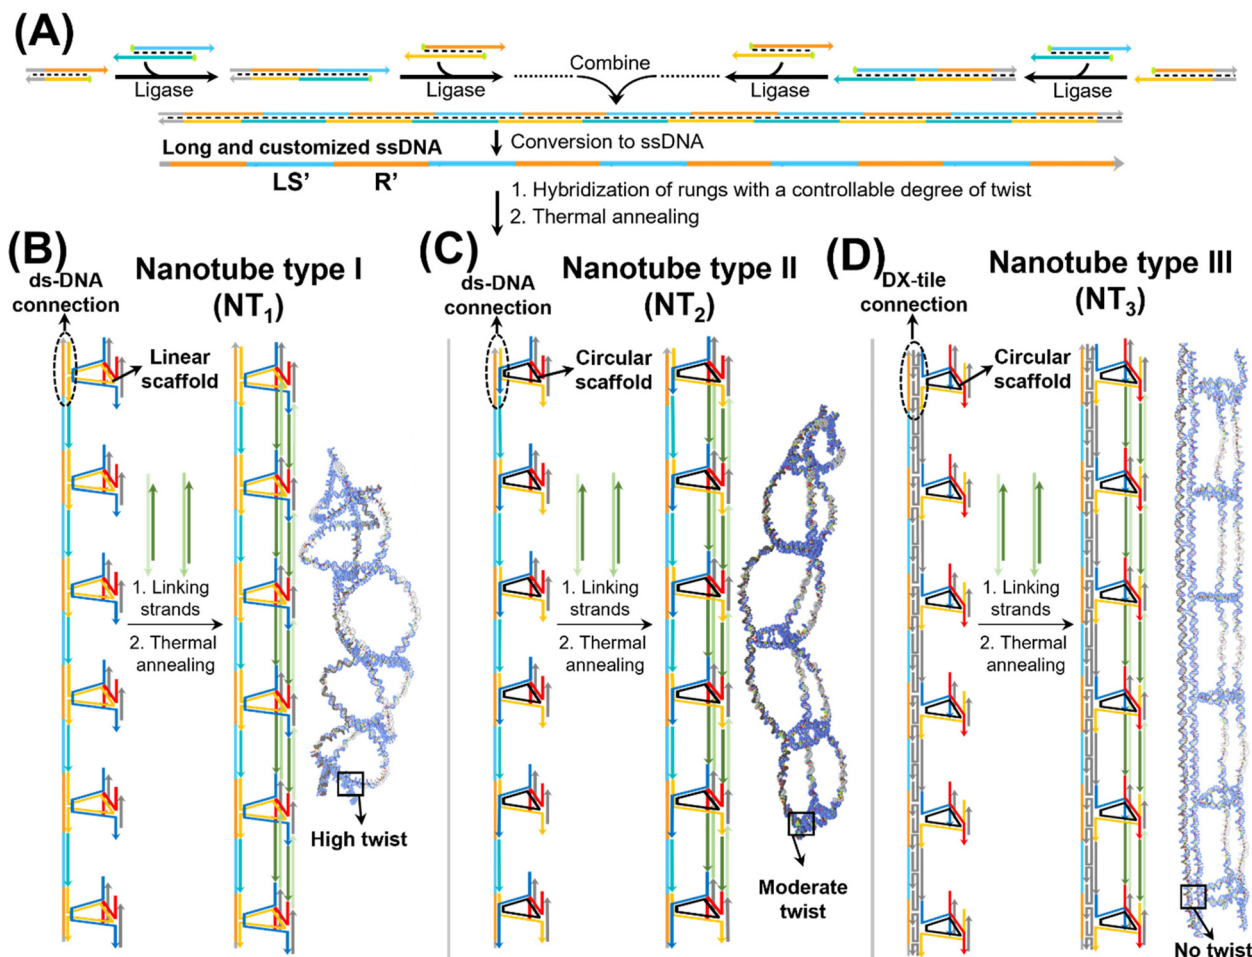 (A)
Ligase
Ligase
Combine
Ligase
Ligase
Long and customized ssDNA
Conversion to ssDNA
LS’
R’
1. Hybridization of rungs with a controllable degree of twist
2. Thermal annealing
(B)
Nanotube type I
(NT1)
ds-DNA
connection
Linear
scaffold
1. Linking
strands
2. Thermal
annealing
High twist
(C)
Nanotube type II
(NT2)
ds-DNA
connection
Circular
scaffold
1. Linking
strands
2. Thermal
annealing
Moderate
twist
(D)
Nanotube type III
(NT3)
DX-tile
connection
Circular
scaffold
1. Linking
strands
2. Thermal
annealing
No twist